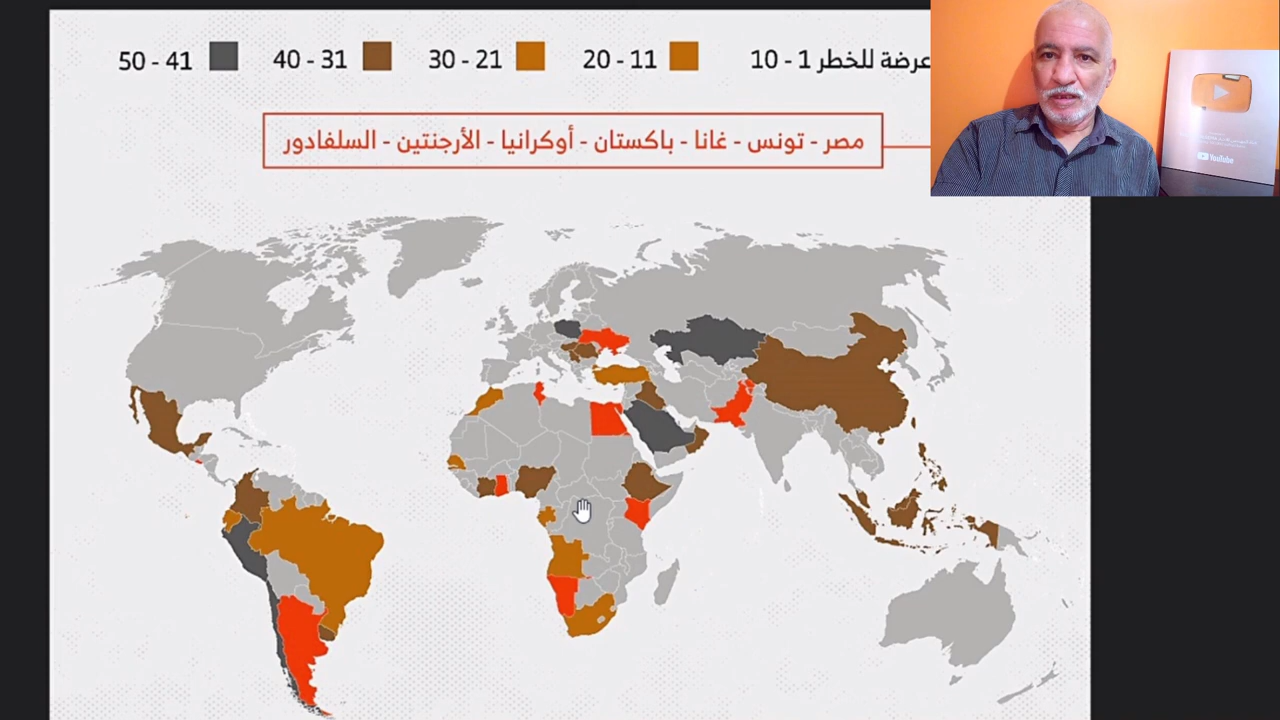 عرضة للخطر 1 - 10
11 - 20
21 - 30
31 - 40
41 - 50
مصر - تونس - غانا - باكستان - أوكرانيا - الأرجنتين - السلفادور
YouTube